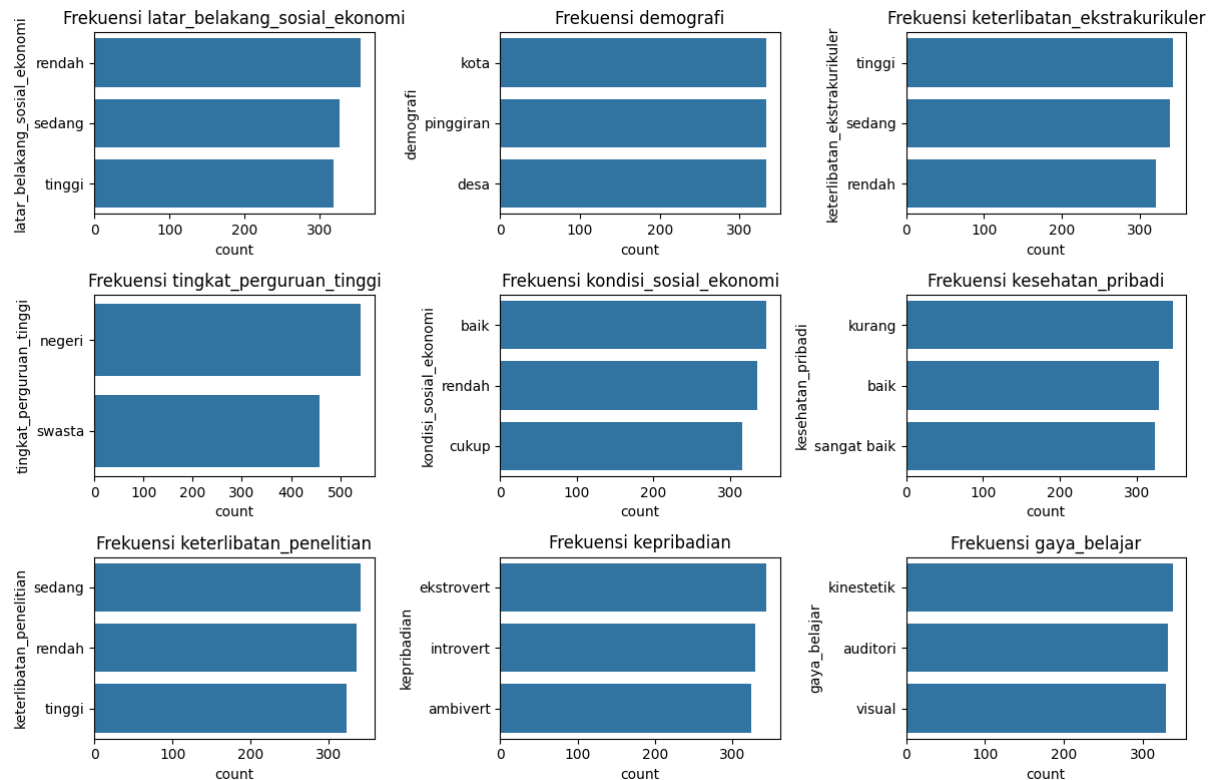 Frekuensi latar_belakang_sosial_ekonomi
latar_belakang_sosial_ekonomi
rendah
sedang
tinggi
0 100 200 300
count
Frekuensi demografi
demografi
kota
pinggiran
desa
0 100 200 300
count
Frekuensi keterlibatan_ekstrakurikuler
keterlibatan_ekstrakurikuler
tinggi
sedang
rendah
0 100 200 300
count
Frekuensi tingkat_perguruan_tinggi
tingkat_perguruan_tinggi
negeri
swasta
0 100 200 300 400 500
count
Frekuensi kondisi_sosial_ekonomi
kondisi_sosial_ekonomi
baik
rendah
cukup
0 100 200 300
count
Frekuensi kesehatan_pribadi
kesehatan_pribadi
kurang
baik
sangat baik
0 100 200 300
count
Frekuensi keterlibatan_penelitian
keterlibatan_penelitian
sedang
rendah
tinggi
0 100 200 300
count
Frekuensi kepribadian
kepribadian
ekstrovert
introvert
ambivert
0 100 200 300
count
Frekuensi gaya_belajar
gaya_belajar
kinestetik
auditori
visual
0 100 200 300
count